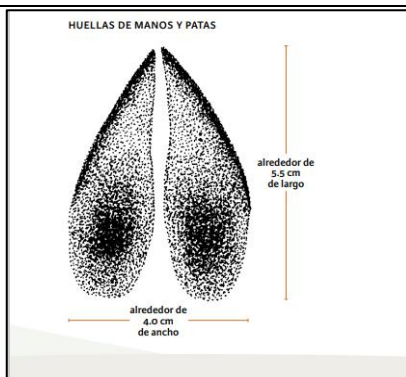 HUELLAS DE MANOS Y PATAS
alrededor de
5.5 cm
de largo
alrededor de
4.0 cm
de ancho